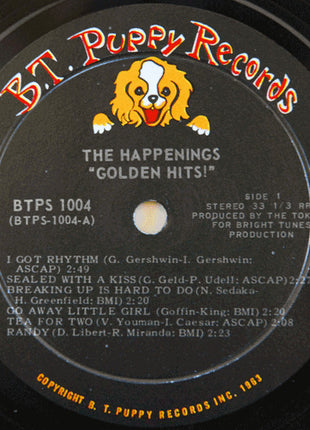 B.T. PUPPY RECORDS
THE HAPPENINGS
"GOLDEN HITS!"
BTPS 1004
(BTPS-1004-A)
SIDE 1
STEREO 33 1/3 RP
PRODUCED BY THE TOK
FOR BRIGHT TUNES
PRODUCTION
I GOT RHYTHM (G. Gershwin-I. Gershwin;
ASCAP) 2:49
SEALED WITH A KISS (G. Geld-P. Udell; ASCAP) 2:2
BREAKING UP IS HARD TO DO (N. Sedaka-
H. Greenfield; BMI) 2:20
GO AWAY LITTLE GIRL (Goffin-King; BMI) 2:20
TEA FOR TWO (V. Youman-I. Caesar; ASCAP) 2:08
RANDY (D. Libert-R. Miranda; BMI) 2:23
COPYRIGHT B. T. PUPPY RECORDS INC. 1963